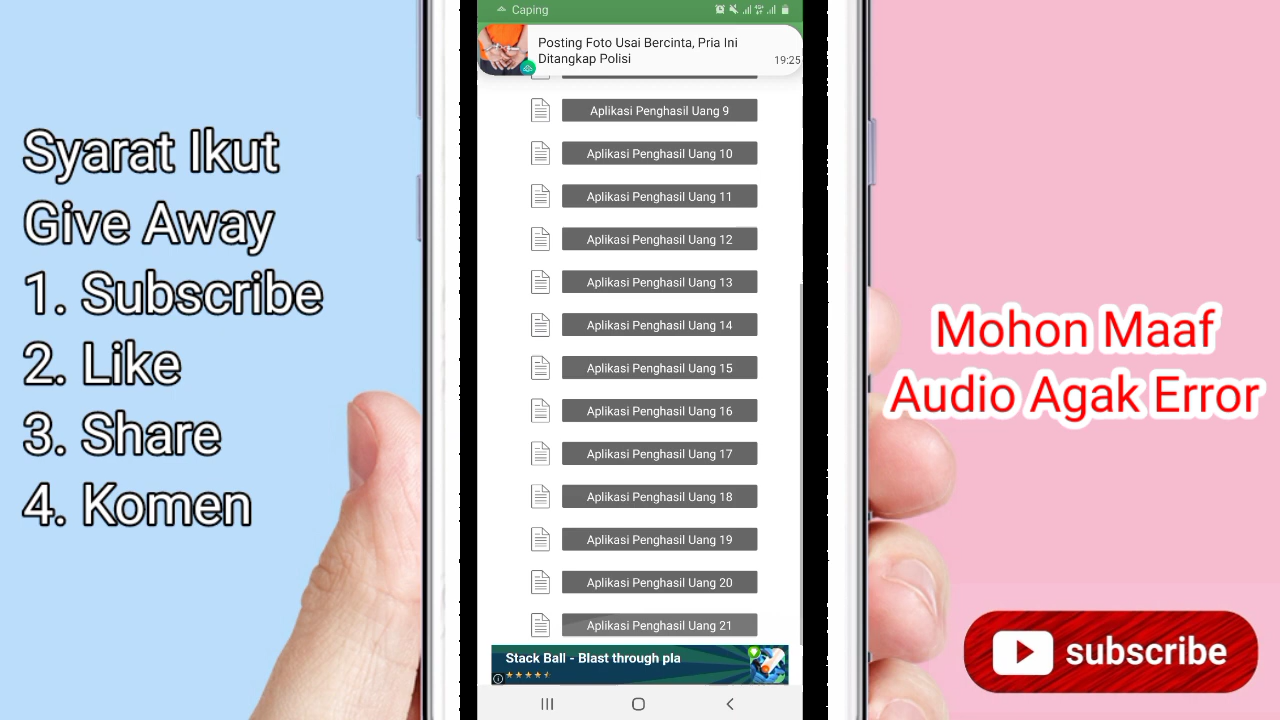 Syarat Ikut
Give Away
1. Subscribe
2. Like
3. Share
4. Komen
Caping
Posting Foto Usai Bercinta, Pria Ini
Ditangkap Polisi
19:25
Aplikasi Penghasil Uang 9
Aplikasi Penghasil Uang 10
Aplikasi Penghasil Uang 11
Aplikasi Penghasil Uang 12
Aplikasi Penghasil Uang 13
Aplikasi Penghasil Uang 14
Aplikasi Penghasil Uang 15
Aplikasi Penghasil Uang 16
Aplikasi Penghasil Uang 17
Aplikasi Penghasil Uang 18
Aplikasi Penghasil Uang 19
Aplikasi Penghasil Uang 20
Aplikasi Penghasil Uang 21
Stack Ball - Blast through pla
Mohon Maaf
Audio Agak Error
subscribe